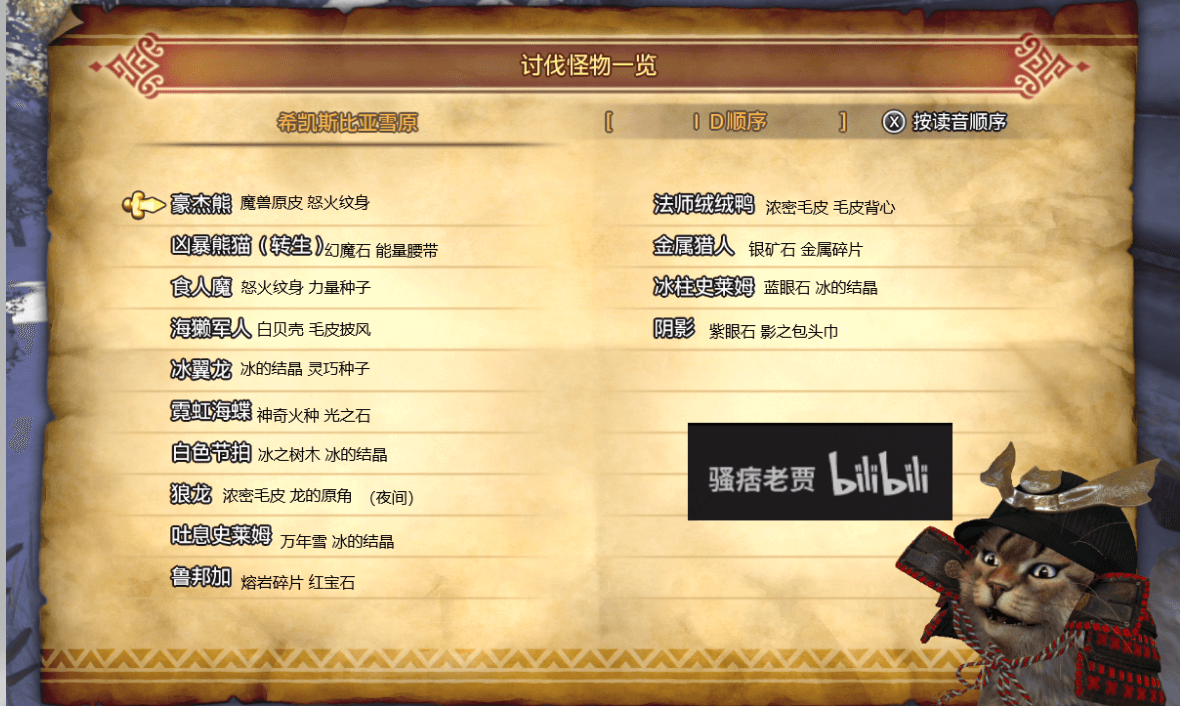 讨伐怪物一览
希凯斯比亚雪原 [ ID顺序 ] X 按读音顺序
豪杰熊 魔兽原皮 怒火纹身
凶暴熊猫（转生）幻魔石 能量腰带
食人魔 怒火纹身 力量种子
海獭军人 白贝壳 毛皮披风
冰翼龙 冰的结晶 灵巧种子
霓虹海蝶 神奇火种 光之石
白色节拍 冰之树木 冰的结晶
狼龙 浓密毛皮 龙的原角 （夜间）
吐息史莱姆 万年雪 冰的结晶
鲁邦加 熔岩碎片 红宝石
法师绒绒鸭 浓密毛皮 毛皮背心
金属猎人 银矿石 金属碎片
冰柱史莱姆 蓝眼石 冰的结晶
阴影 紫眼石 影之包头巾
骚痞老贾 bilibili